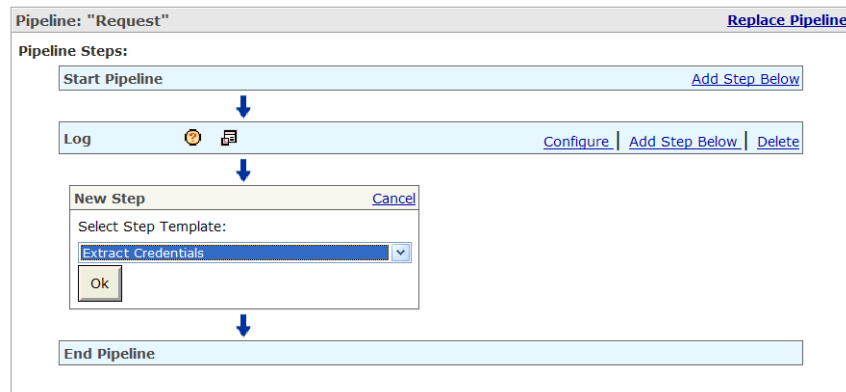 Pipeline: "Request" Replace Pipeline
Pipeline Steps:
Start Pipeline Add Step Below
Log Configure | Add Step Below | Delete
New Step Cancel
Select Step Template:
Extract Credentials
Ok
End Pipeline